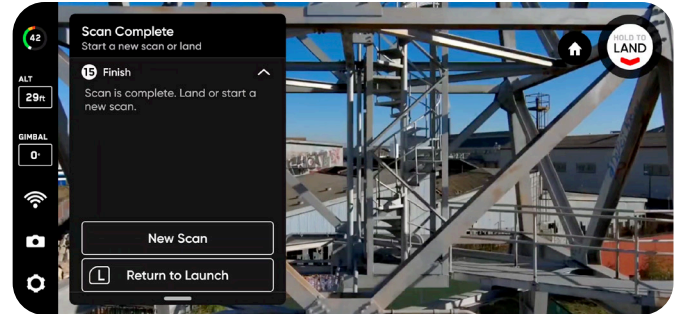 42
ALT
29ft
GIMBAL
0°
Scan Complete
Start a new scan or land
15 Finish
Scan is complete. Land or start a
new scan.
New Scan
L Return to Launch
HOLD TO
LAND